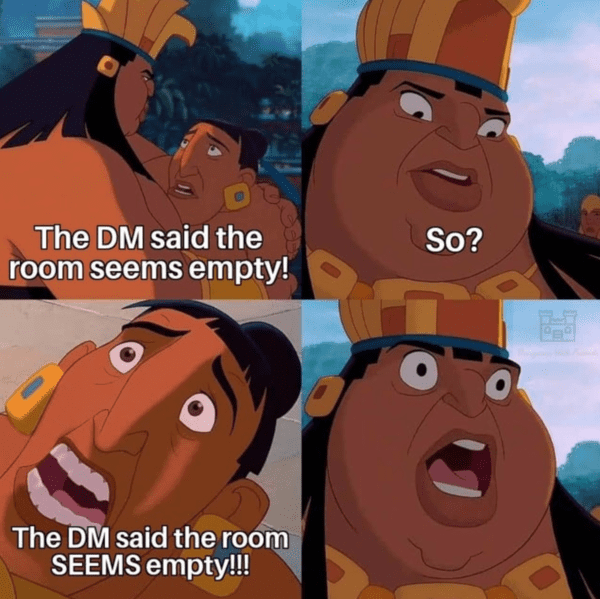 The DM said the
room seems empty!
So?
The DM said the room
SEEMS empty!!!